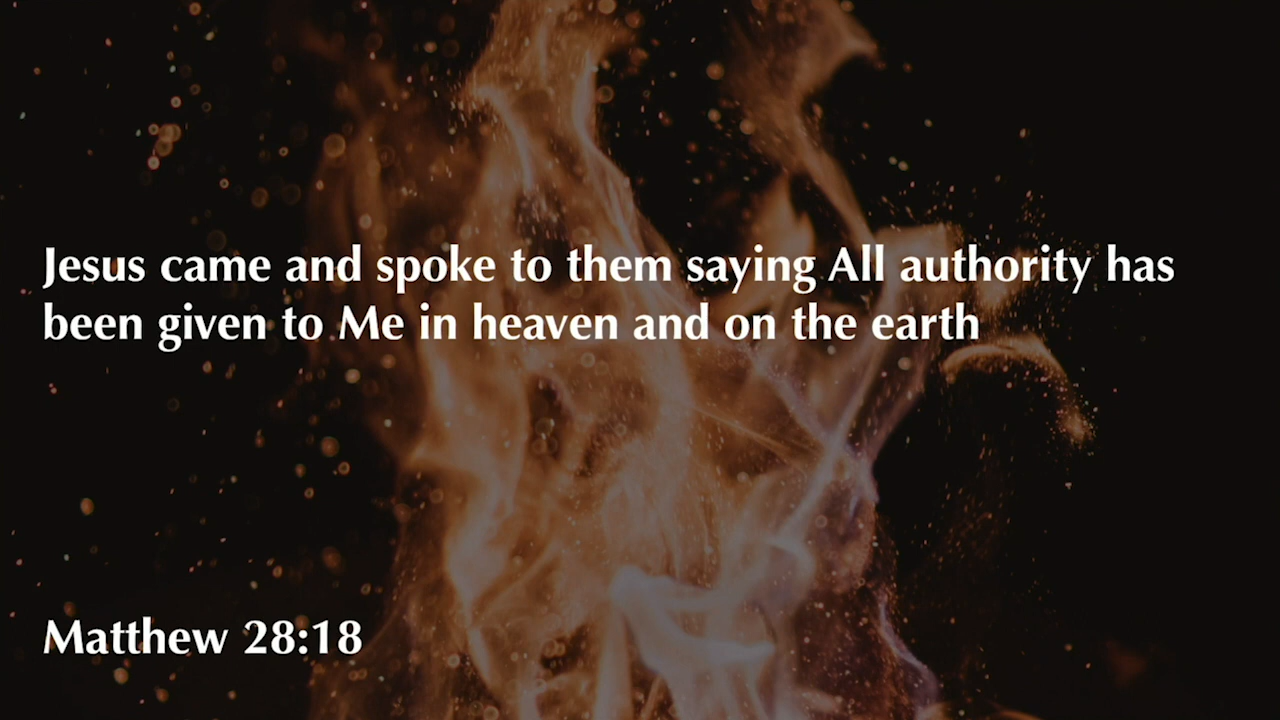 Jesus came and spoke to them saying All authority has
been given to Me in heaven and on the earth
Matthew 28:18